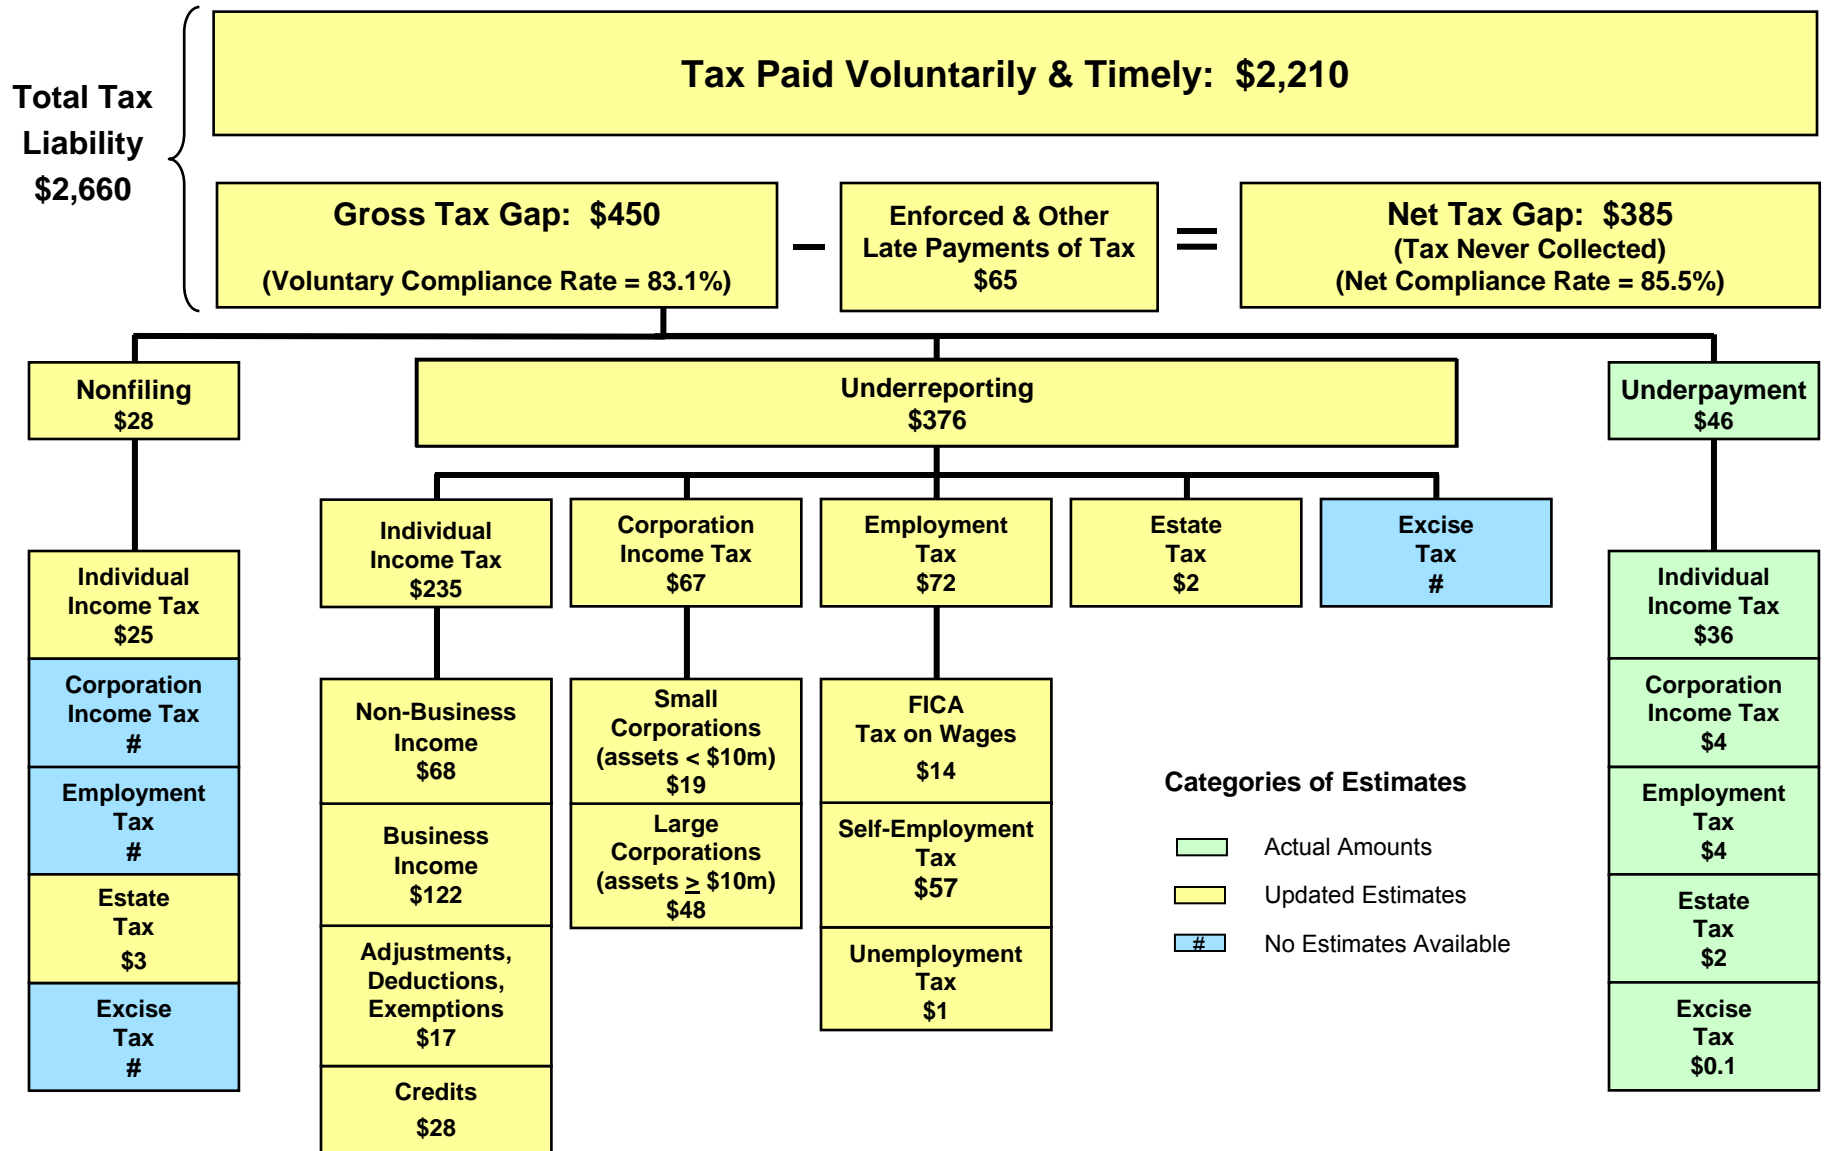 Total Tax
Liability
$2,660
Tax Paid Voluntarily & Timely: $2,210
Gross Tax Gap: $450
(Voluntary Compliance Rate = 83.1%)
–
Enforced & Other
Late Payments of Tax
$65
=
Net Tax Gap: $385
(Tax Never Collected)
(Net Compliance Rate = 85.5%)
Nonfiling
$28
Underreporting
$376
Underpayment
$46
Individual
Income Tax
$25
Corporation
Income Tax
#
Employment
Tax
#
Estate
Tax
$3
Excise
Tax
#
Individual
Income Tax
$235
Corporation
Income Tax
$67
Employment
Tax
$72
Estate
Tax
$2
Excise
Tax
#
Non-Business
Income
$68
Business
Income
$122
Adjustments,
Deductions,
Exemptions
$17
Credits
$28
Small
Corporations
(assets < $10m)
$19
Large
Corporations
(assets ≥ $10m)
$48
FICA
Tax on Wages
$14
Self-Employment
Tax
$57
Unemployment
Tax
$1
Categories of Estimates
Actual Amounts
Updated Estimates
# No Estimates Available
Individual
Income Tax
$36
Corporation
Income Tax
$4
Employment
Tax
$4
Estate
Tax
$2
Excise
Tax
$0.1